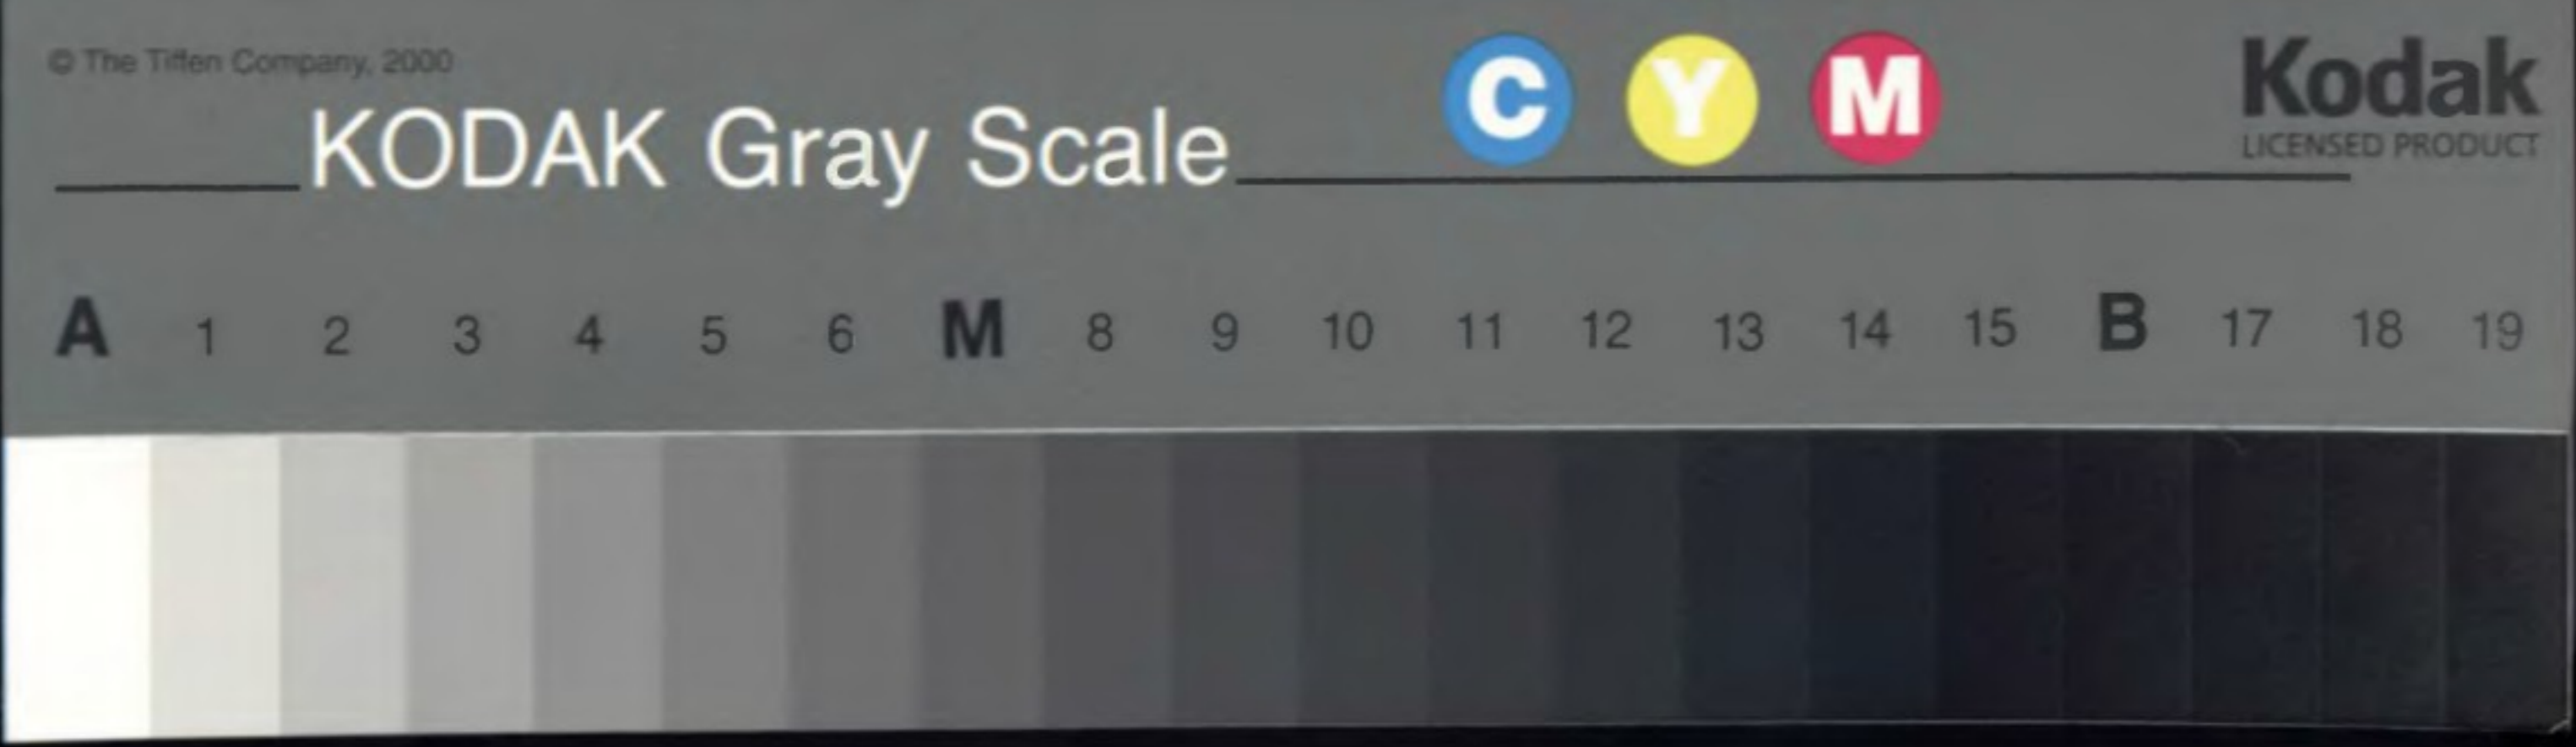 © The Tiffen Company, 2000
KODAK Gray Scale
C Y M
Kodak
LICENSED PRODUCT
A 1 2 3 4 5 6 M 8 9 10 11 12 13 14 15 B 17 18 19